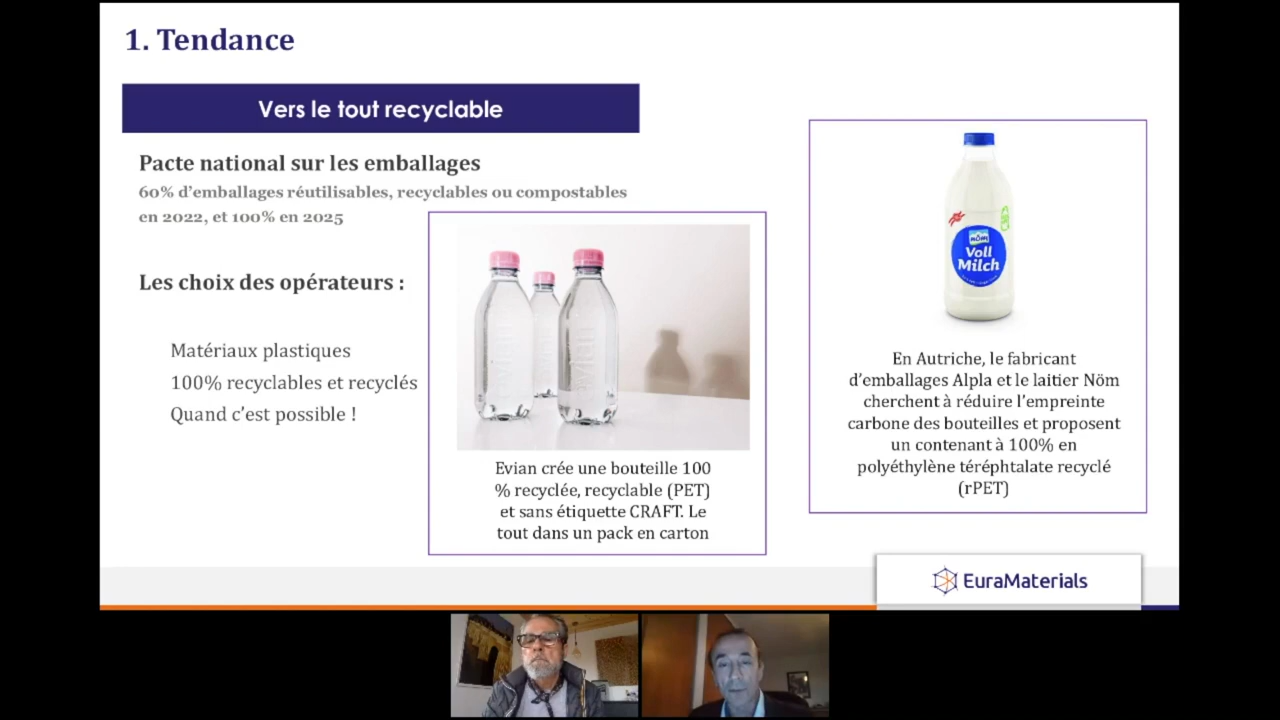 1. Tendance
Vers le tout recyclable
Pacte national sur les emballages
60% d’emballages réutilisables, recyclables ou compostables
en 2022, et 100% en 2025
Les choix des opérateurs :
Matériaux plastiques
100% recyclables et recyclés
Quand c’est possible !
evian
Evian crée une bouteille 100
% recyclée, recyclable (PET)
et sans étiquette CRAFT. Le
tout dans un pack en carton
nöm
Voll
Milch
En Autriche, le fabricant
d’emballages Alpla et le laitier Nöm
cherchent à réduire l’empreinte
carbone des bouteilles et proposent
un contenant à 100% en
polyéthylène téréphtalate recyclé
(rPET)
EuraMaterials